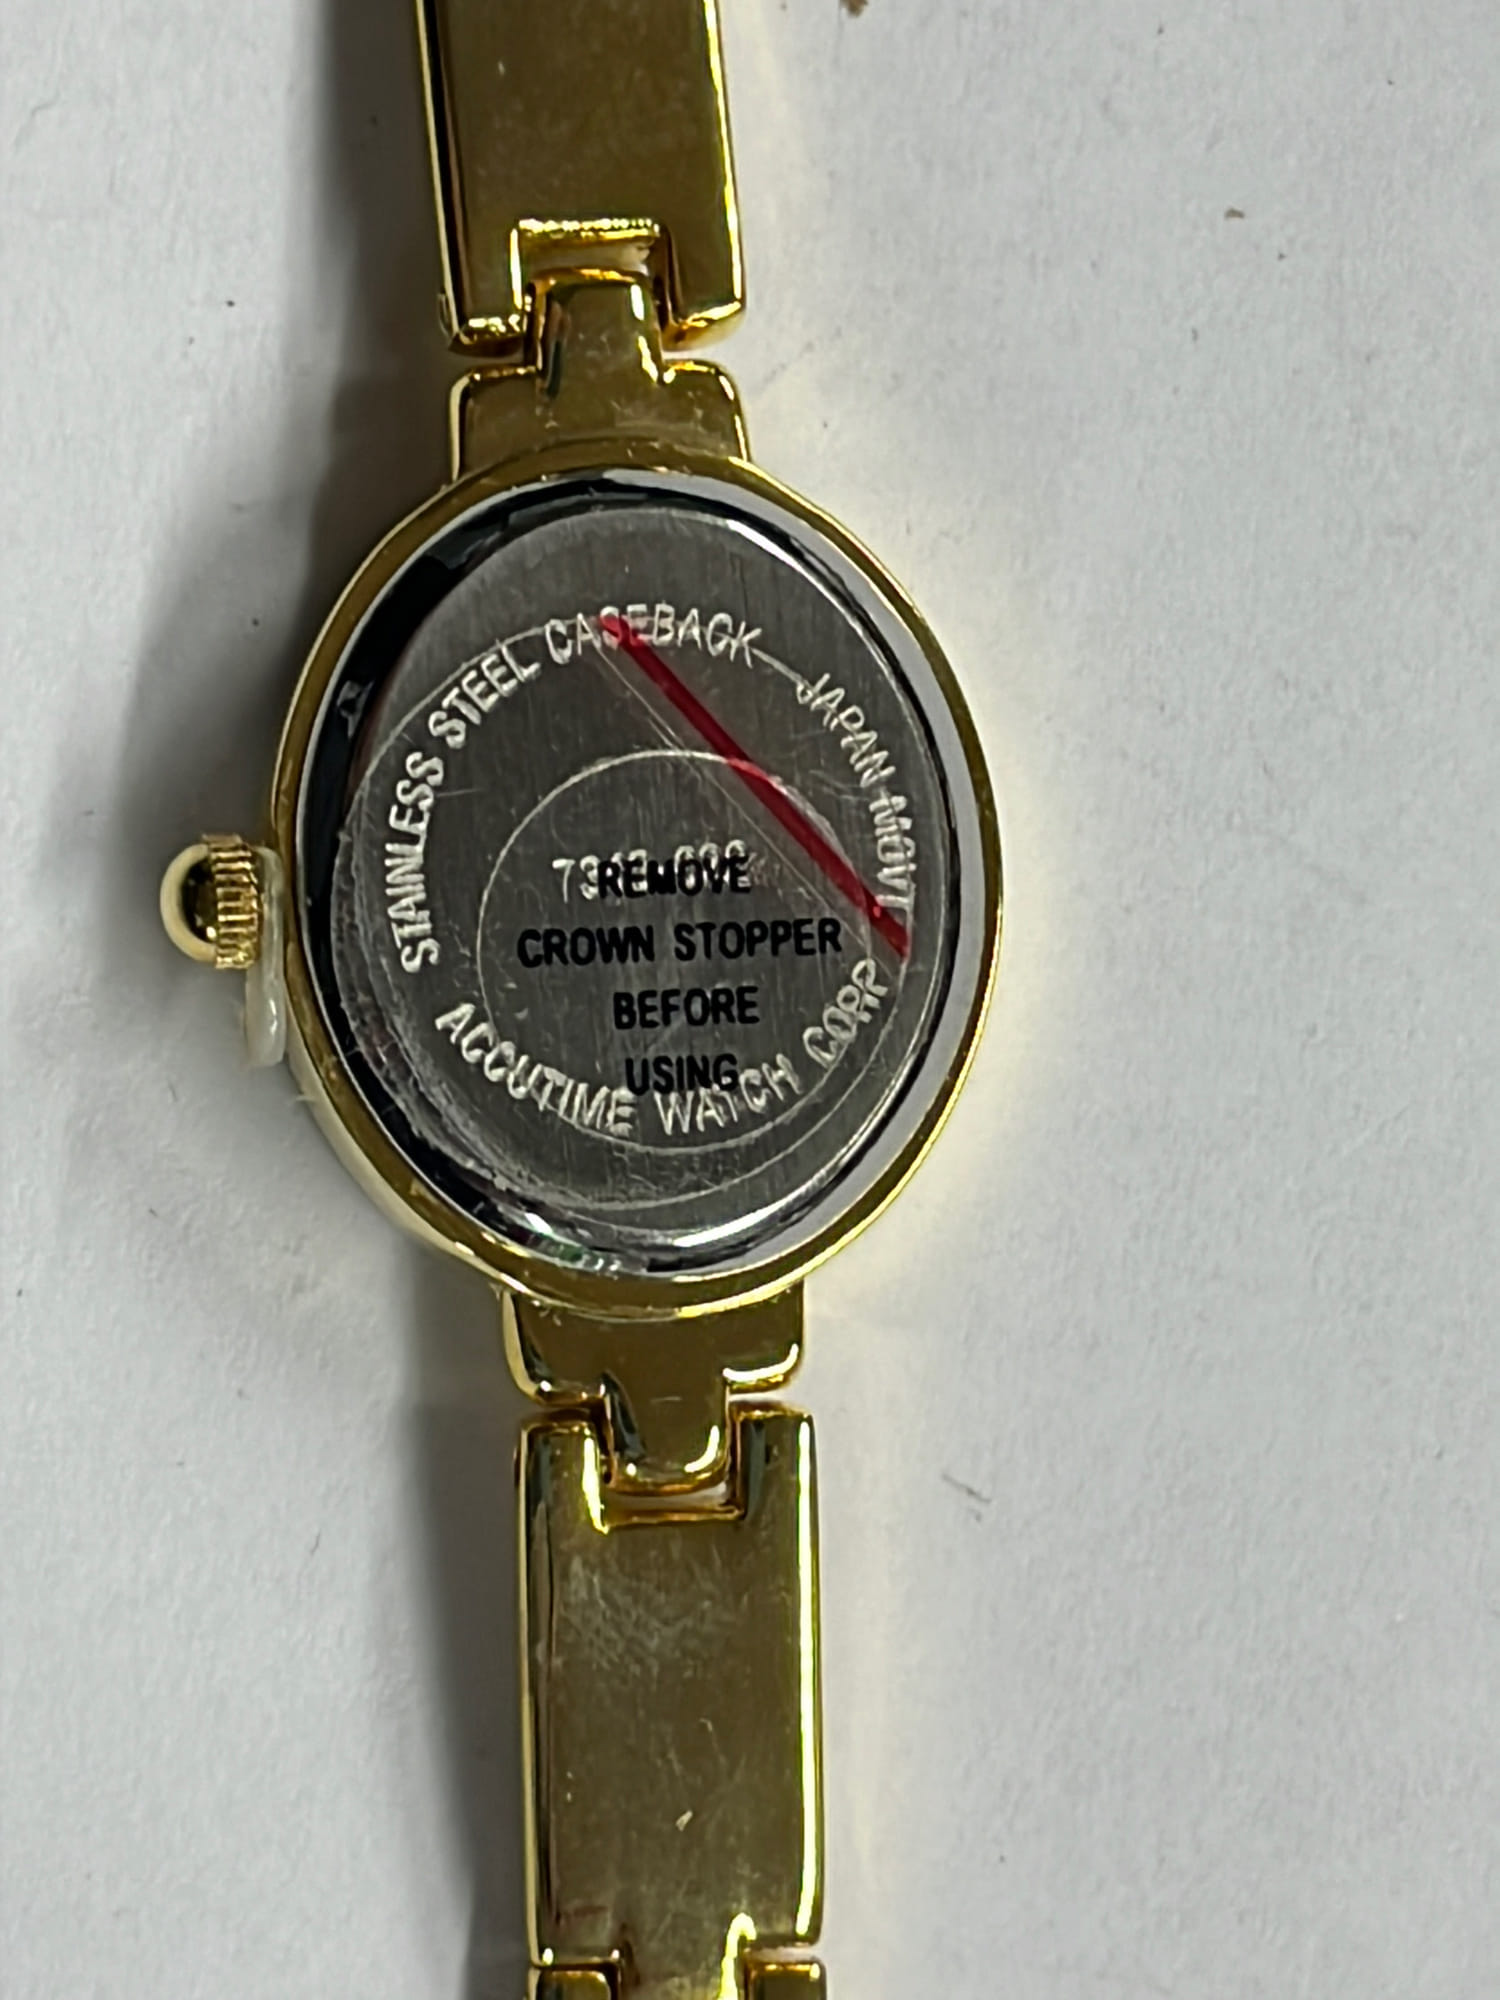 STAINLESS STEEL CASEBACK
JAPAN MOVT
REMOVE
CROWN STOPPER
BEFORE
USING
ACCUTIME WATCH CORP